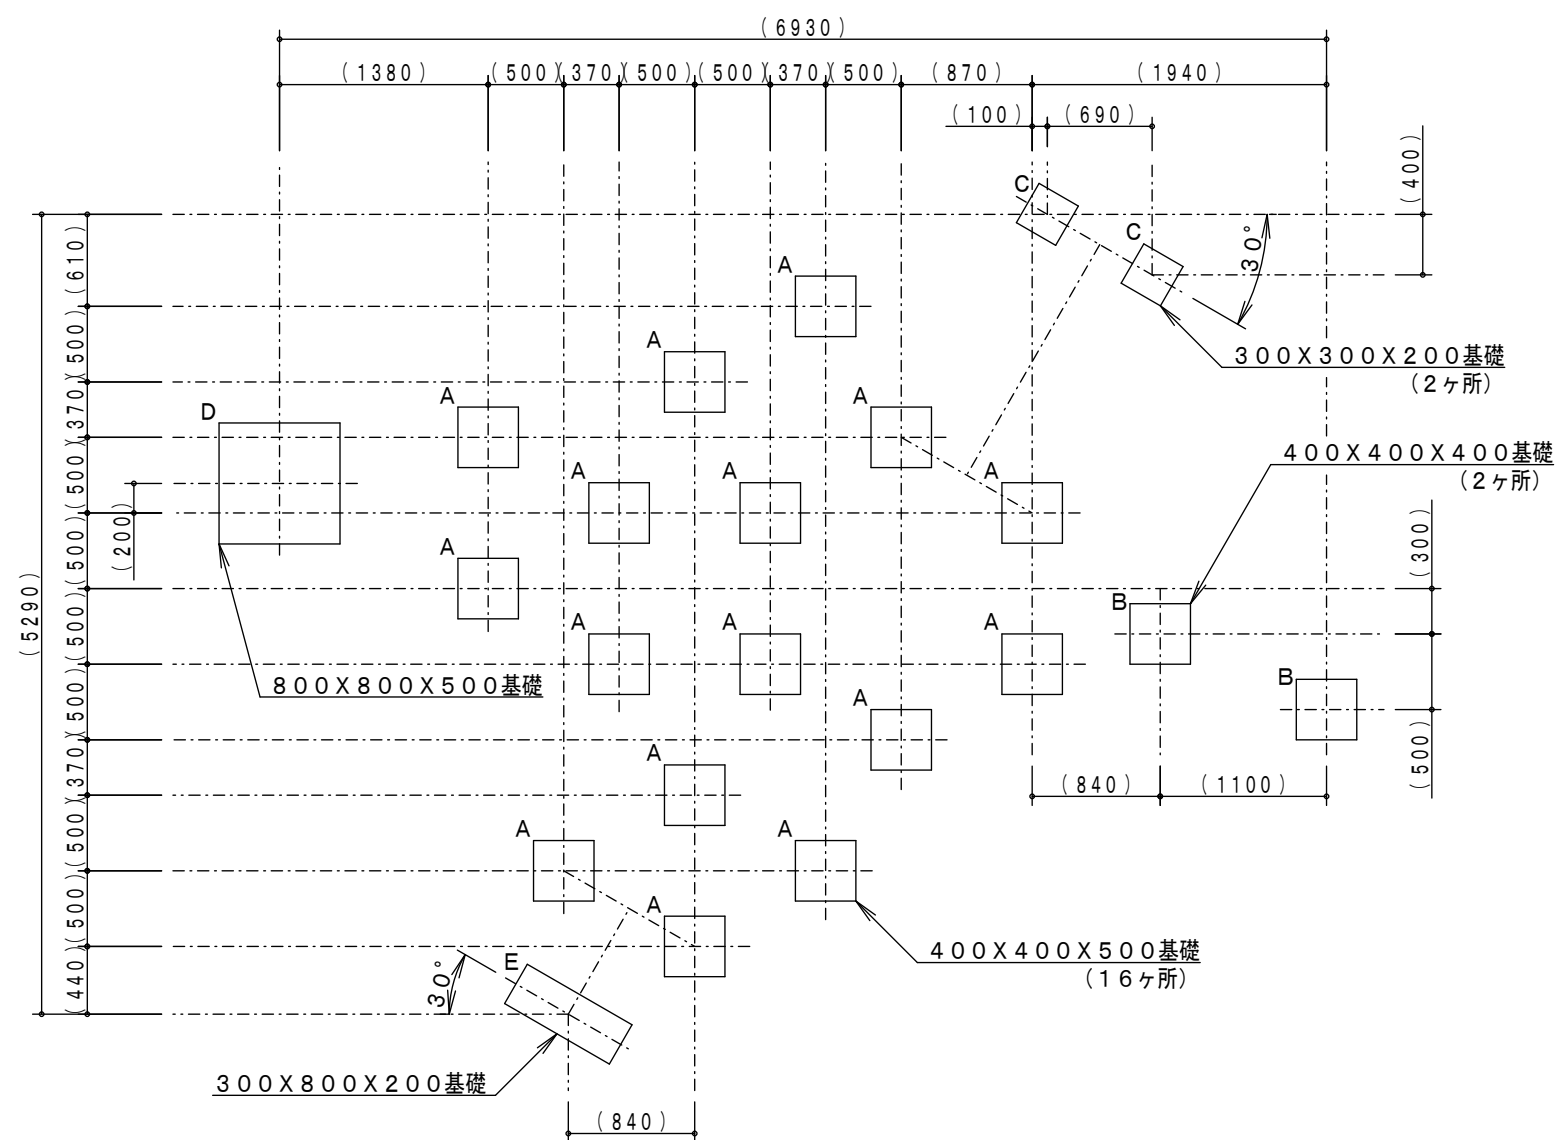 (6930)
(1380) (500) (370) (500) (500) (370) (500) (870) (1940)
(100) (690)
(400)
C
C
30°
(610)
A
300X300X200基礎
(2ヶ所)
(500)
A
(370)
A
A
D
400X400X400基礎
(2ヶ所)
(500)
A
A
A
(200)
(300)
(500)
A
(5290)
B
(500)
A
A
A
800X800X500基礎
B
(500)
A
(500)
(370)
A
(840) (1100)
(500)
A
A
(500)
A
400X400X500基礎
(16ヶ所)
(440)
30°
E
300X800X200基礎
(840)